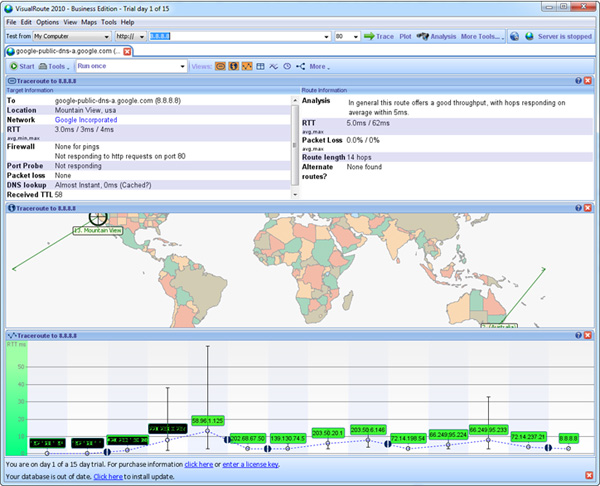 VisualRoute 2010 - Business Edition - Trial day 1 of 15
File Edit Options View Maps Tools Help
Test from My Computer http:// 8.8.8.8 80 Trace Plot Analysis More Tools... Server is stopped
google-public-dns-a.google.com (...
Start Tools Run once Views: More
Traceroute to 8.8.8.8
Target Information Route Information
To google-public-dns-a.google.com (8.8.8.8)
Location Mountain View, usa
Network Google Incorporated
RTT 3.0ms / 3ms / 4ms
avg,min,max
Firewall None for pings
Not responding to http requests on port 80
Port Probe Not responding
Packet loss None
DNS lookup Almost Instant, 0ms (Cached?)
Received TTL 58
Analysis In general this route offers a good throughput, with hops responding on
average within 5ms.
RTT 5.0ms / 62ms
avg,max
Packet Loss 0.0% / 0%
avg,max
Route length 14 hops
Alternate None found
routes?
Traceroute to 8.8.8.8
13. Mountain View
(Australia)
Traceroute to 8.8.8.8
RTT ms
50
40
30
20
10
0
58.96.1.125
202.68.67.50
139.130.74.5
203.50.20.1
203.50.6.146
72.14.198.54
66.249.95.224
66.249.95.233
72.14.237.21
8.8.8.8
You are on day 1 of a 15 day trial. For purchase information click here or enter a license key.
Your database is out of date. Click here to install update.